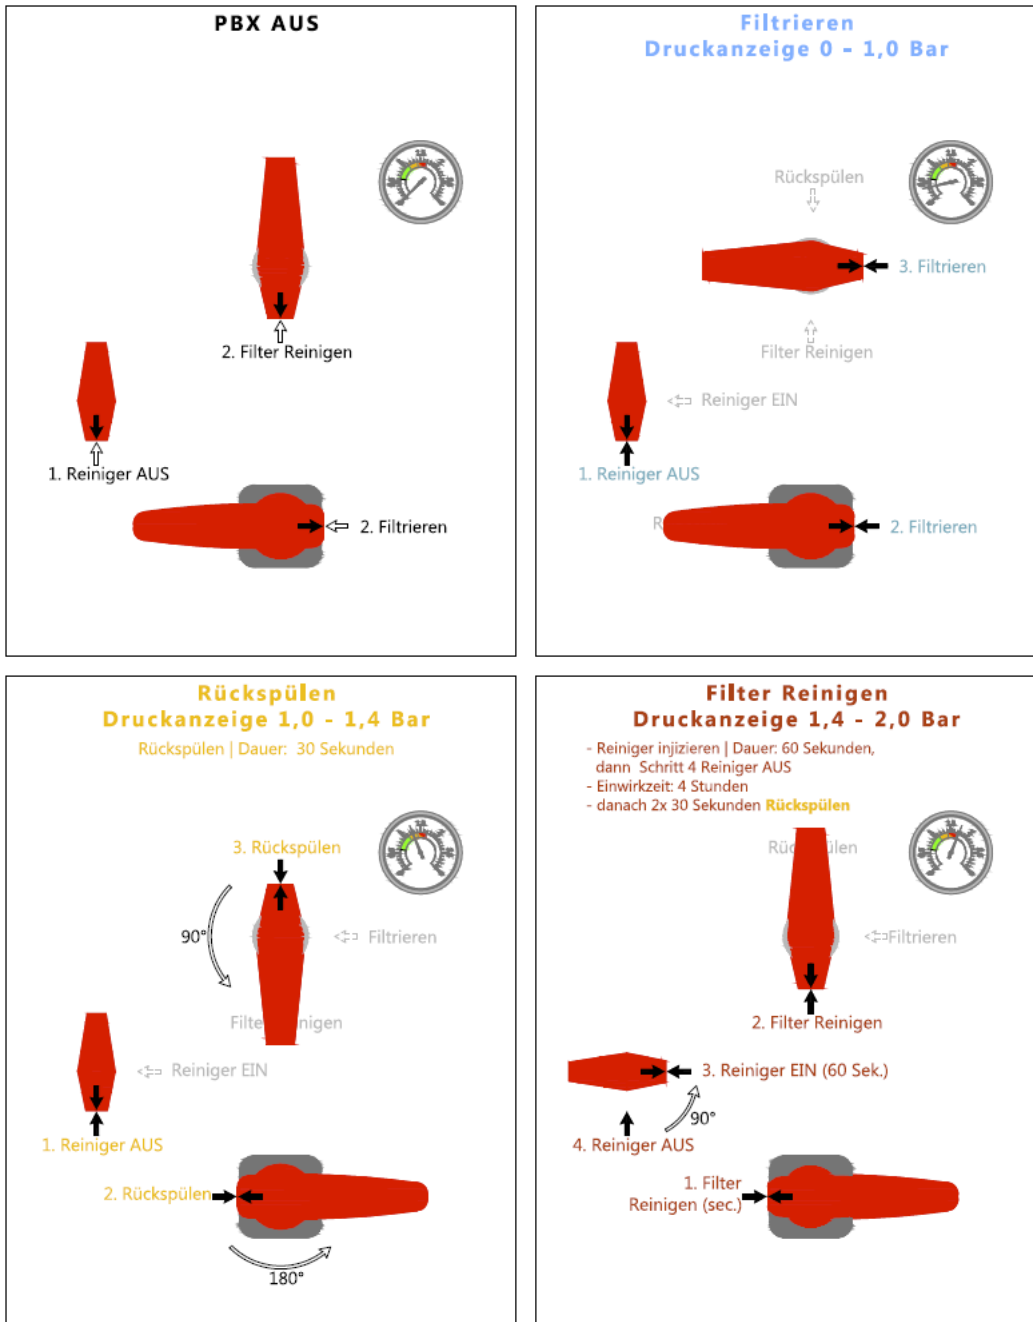 PBX AUS
2. Filter Reinigen
1. Reiniger AUS
2. Filtrieren
Filtrieren
Druckanzeige 0 - 1,0 Bar
Rückspülen
3. Filtrieren
Filter Reinigen
Reiniger EIN
1. Reiniger AUS
2. Filtrieren
Rückspülen
Druckanzeige 1,0 - 1,4 Bar
Rückspülen | Dauer: 30 Sekunden
3. Rückspülen
90°
Filtrieren
Reiniger EIN
1. Reiniger AUS
2. Rückspülen
180°
Filter Reinigen
Druckanzeige 1,4 - 2,0 Bar
- Reiniger injizieren | Dauer: 60 Sekunden,
dann Schritt 4 Reiniger AUS
- Einwirkzeit: 4 Stunden
- danach 2x 30 Sekunden Rückspülen
Filtrieren
2. Filter Reinigen
3. Reiniger EIN (60 Sek.)
90°
4. Reiniger AUS
1. Filter
Reinigen (sec.)